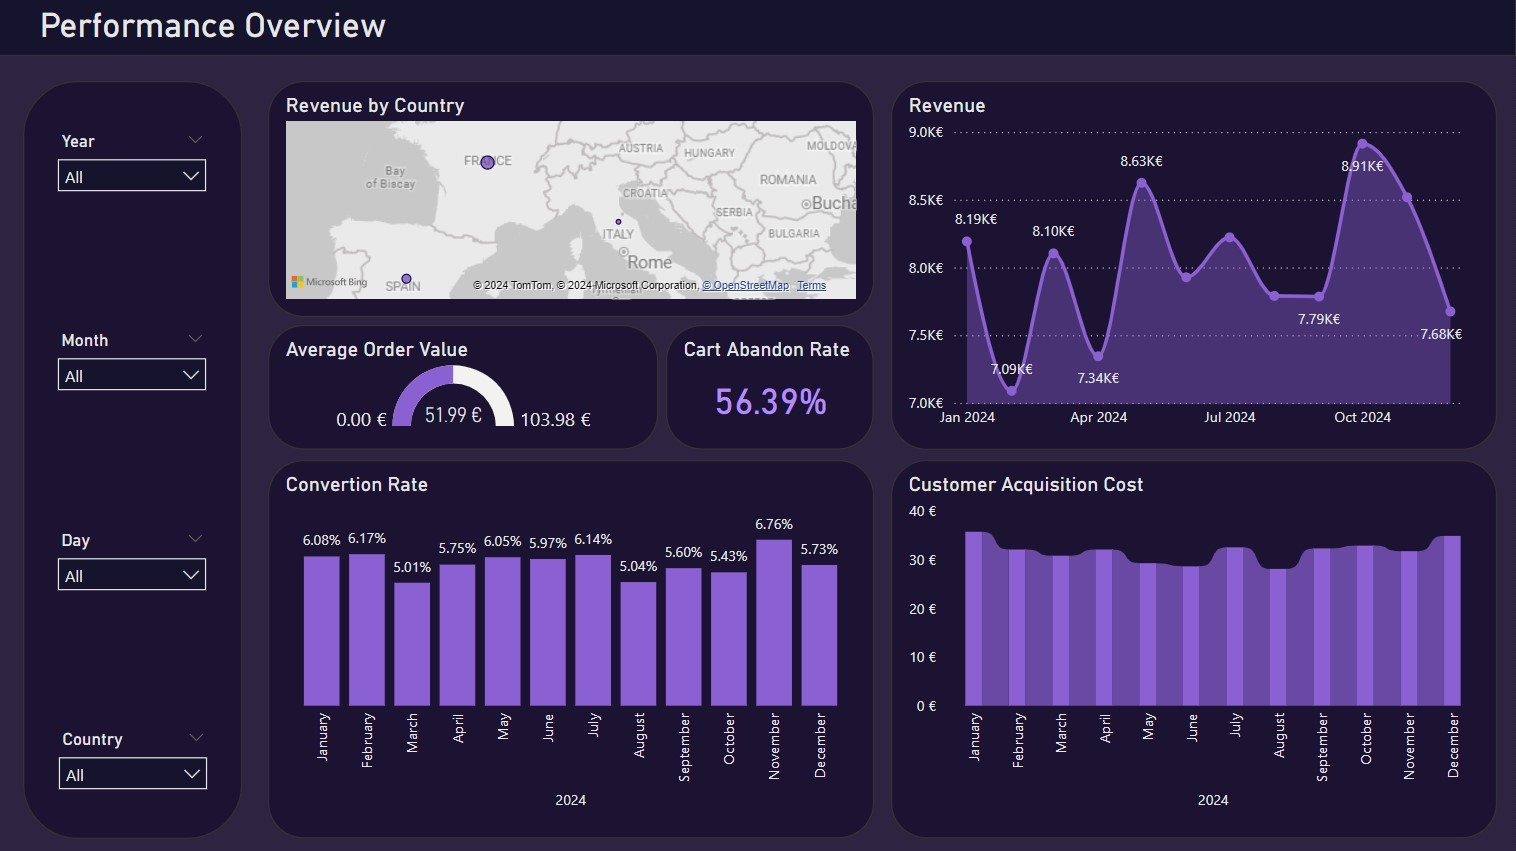 Performance Overview
Year
All
Month
All
Day
All
Country
All
Revenue by Country
FRANCE
Bay
of Biscay
AUSTRIA
HUNGARY
MOLDOVA
ROMANIA
CROATIA
Bucha
SERBIA
BULGARIA
ITALY
Rome
SPAIN
Microsoft Bing
© 2024 TomTom, © 2024 Microsoft Corporation, © OpenStreetMap Terms
Average Order Value
0.00 €
51.99 €
103.98 €
Cart Abandon Rate
56.39%
Revenue
9.0K€
8.5K€
8.0K€
7.5K€
7.0K€
8.19K€
7.09K€
8.10K€
7.34K€
8.63K€
7.79K€
8.91K€
7.68K€
Jan 2024
Apr 2024
Jul 2024
Oct 2024
Convertion Rate
6.08%
6.17%
5.01%
5.75%
6.05%
5.97%
6.14%
5.04%
5.60%
5.43%
6.76%
5.73%
January
February
March
April
May
June
July
August
September
October
November
December
2024
Customer Acquisition Cost
40 €
30 €
20 €
10 €
0 €
January
February
March
April
May
June
July
August
September
October
November
December
2024